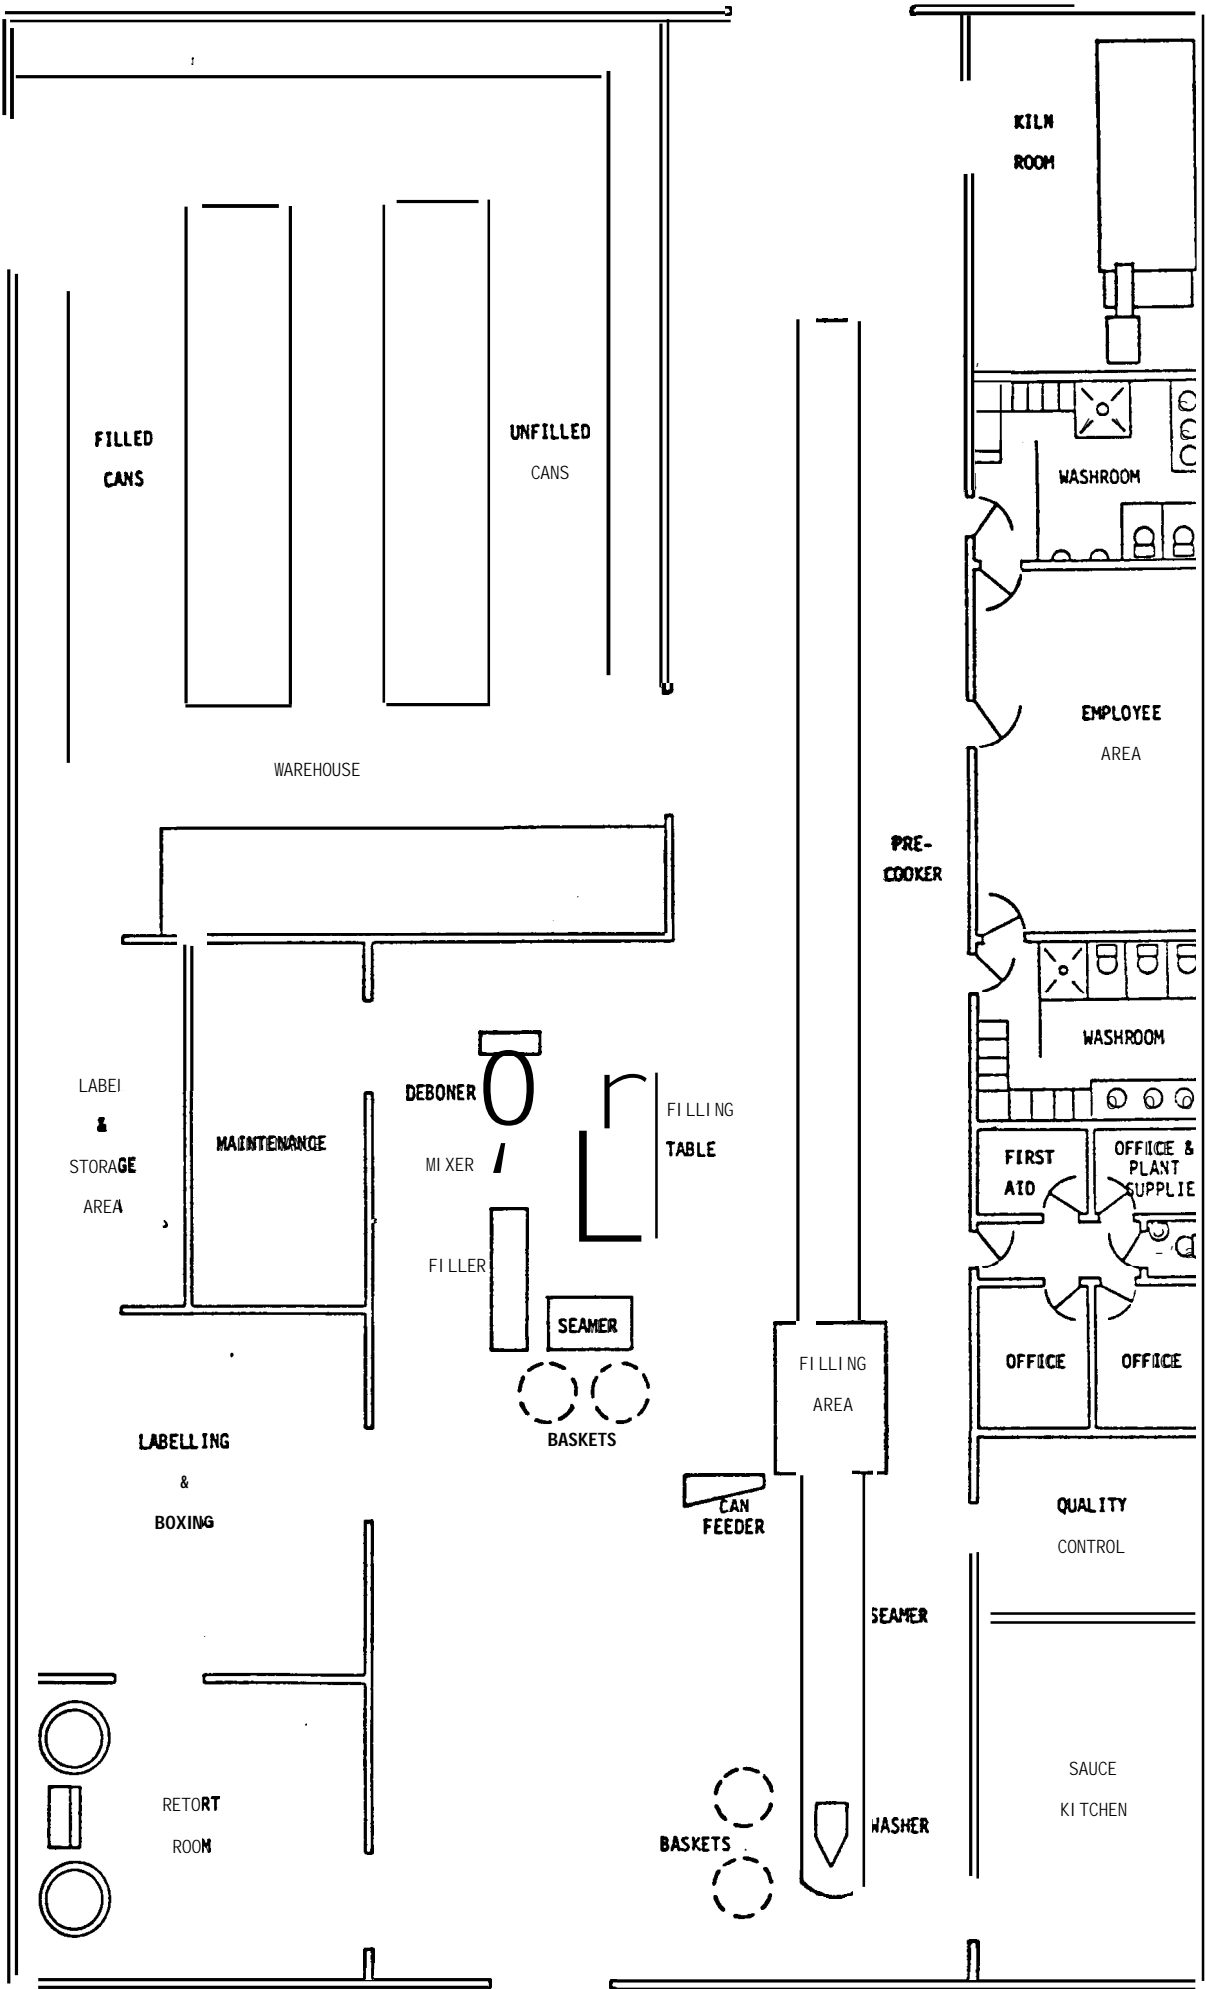 KILN
ROOM
FILLED
CANS
UNFILLED
CANS
WASHROOM
EMPLOYEE
AREA
WAREHOUSE
PRE-
COOKER
LABEL
&
STORAGE
AREA
MAINTENANCE
DEBONER
MIXER
FILLER
FILLING
TABLE
SEAMER
BASKETS
WASHROOM
FIRST
AID
OFFICE &
PLANT
SUPPLIE
OFFICE
OFFICE
FILLING
AREA
LABELLING
&
BOXING
CAN
FEEDER
QUALITY
CONTROL
SEAMER
RETORT
ROOM
BASKETS
WASHER
SAUCE
KITCHEN